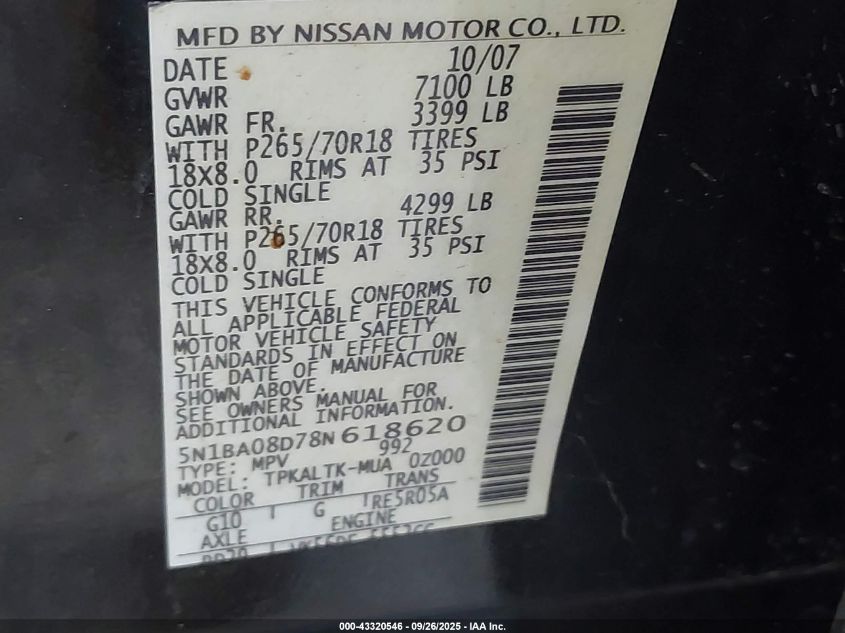 MFD BY NISSAN MOTOR CO., LTD.
DATE 10/07
GVWR 7100 LB
GAWR FR. 3399 LB
WITH P265/70R18 TIRES
18X8.0 RIMS AT 35 PSI
COLD SINGLE
GAWR RR. 4299 LB
WITH P265/70R18 TIRES
18X8.0 RIMS AT 35 PSI
COLD SINGLE
THIS VEHICLE CONFORMS TO
ALL APPLICABLE FEDERAL
MOTOR VEHICLE SAFETY
STANDARDS IN EFFECT ON
THE DATE OF MANUFACTURE
SHOWN ABOVE.
SEE OWNERS MANUAL FOR
ADDITIONAL INFORMATION.
5N1BA08D78N618620
TYPE: MPV 992
MODEL: TPKALTK-MUA 0Z000
COLOR TRIM TRANS
G10 G RE5R05A
AXLE ENGINE
000-43320546 - 09/26/2025 - IAA Inc.